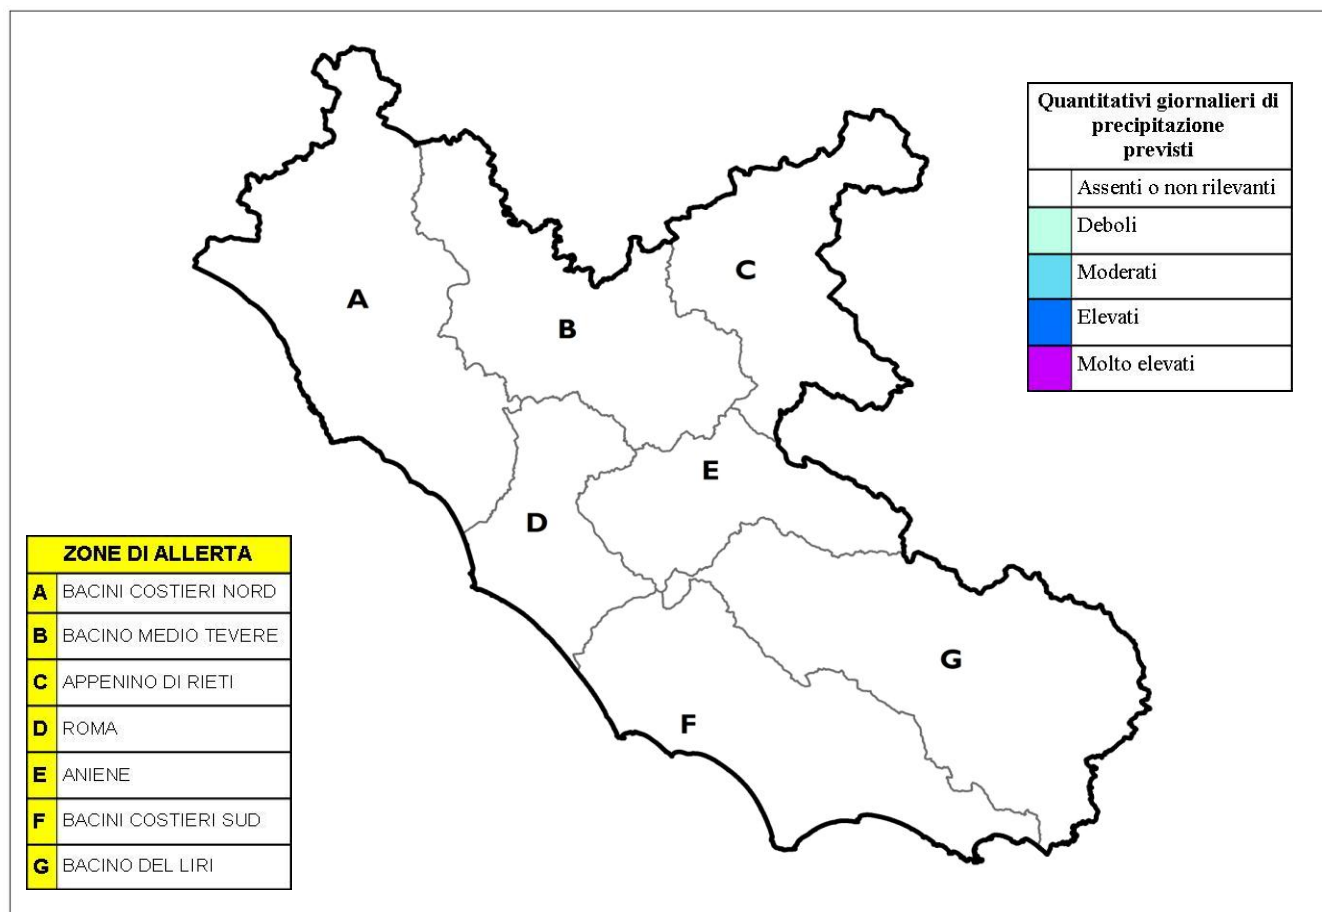 Quantitativi giornalieri di
precipitazione
previsti
Assenti o non rilevanti
Deboli
Moderati
Elevati
Molto elevati
A
B
C
D
E
F
G
ZONE DI ALLERTA
A BACINI COSTIERI NORD
B BACINO MEDIO TEVERE
C APPENINO DI RIETI
D ROMA
E ANIENE
F BACINI COSTIERI SUD
G BACINO DEL LIRI